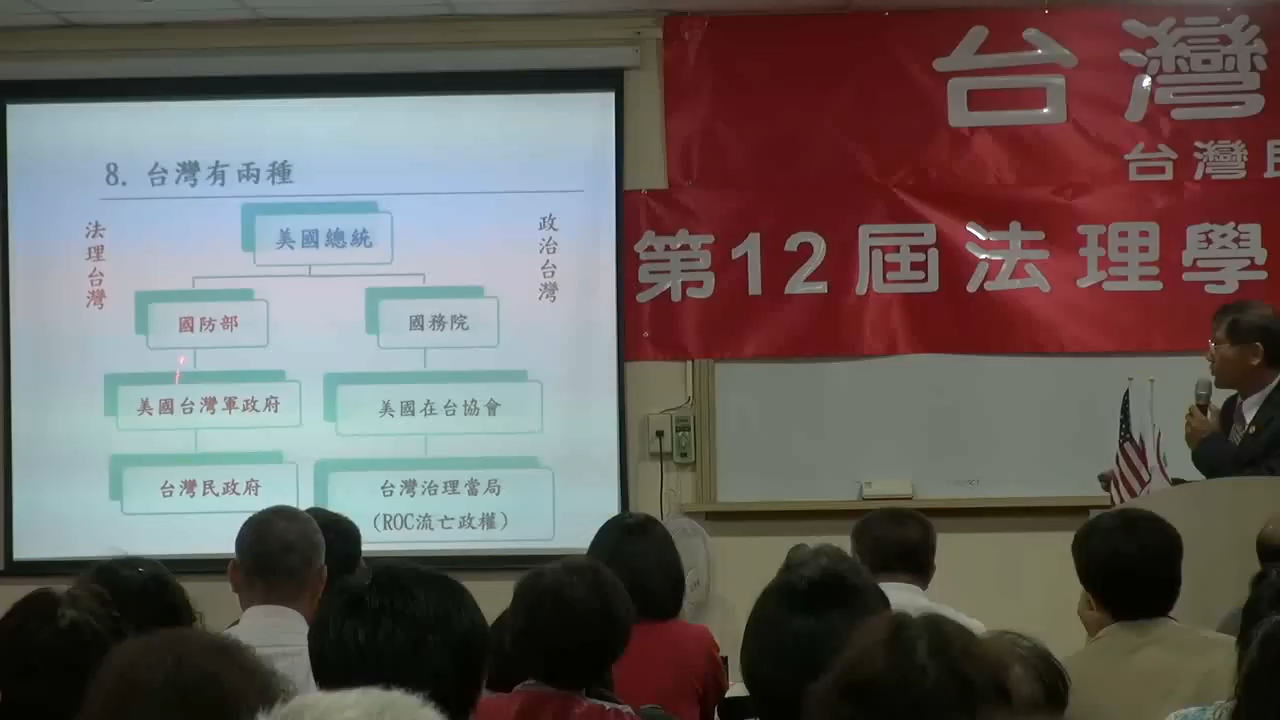 8. 台灣有兩種
法理台灣
政治台灣
美國總統
國防部
國務院
美國台灣軍政府
美國在台協會
台灣民政府
台灣治理當局
(ROC流亡政權)
台灣
台灣民
第12屆法理學